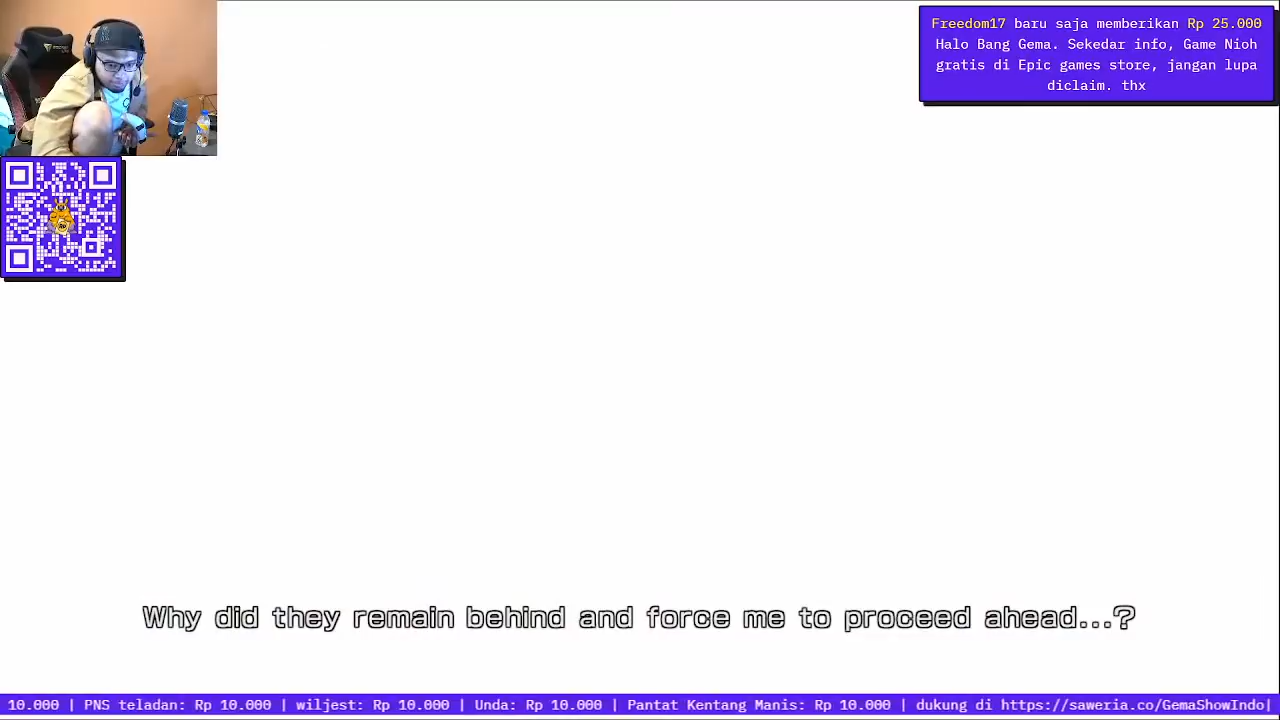 Freedom17 baru saja memberikan Rp 25.000
Halo Bang Gema. Sekedar info, Game Nioh
gratis di Epic games store, jangan lupa
diclaim. thx
Why did they remain behind and force me to proceed ahead...?
10.000 | PNS teladan: Rp 10.000 | wiljest: Rp 10.000 | Unda: Rp 10.000 | Pantat Kentang Manis: Rp 10.000 | dukung di https://saweria.co/GemaShowIndo|